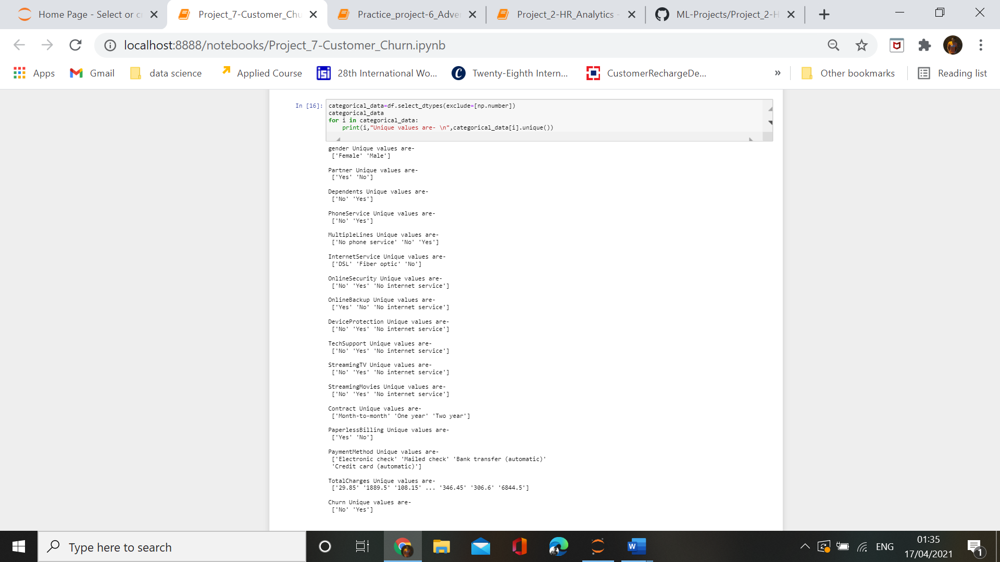 Home Page - Select or c
Project_7-Customer_Chu
Practice_project-6_Adve
Project_2-HR_Analytics -
ML-Projects/Project_2-H
localhost:8888/notebooks/Project_7-Customer_Churn.ipynb
Apps
Gmail
data science
Applied Course
28th International Wo...
Twenty-Eighth Intern...
CustomerRechargeDe...
»
Other bookmarks
Reading list
In [16]:
categorical_data=df.select_dtypes(exclude=[np.number])
categorical_data
for i in categorical_data:
    print(i,"Unique values are- \n",categorical_data[i].unique())
gender Unique values are-
 ['Female' 'Male']
Partner Unique values are-
 ['Yes' 'No']
Dependents Unique values are-
 ['No' 'Yes']
PhoneService Unique values are-
 ['No' 'Yes']
MultipleLines Unique values are-
 ['No phone service' 'No' 'Yes']
InternetService Unique values are-
 ['DSL' 'Fiber optic' 'No']
OnlineSecurity Unique values are-
 ['No' 'Yes' 'No internet service']
OnlineBackup Unique values are-
 ['Yes' 'No' 'No internet service']
DeviceProtection Unique values are-
 ['No' 'Yes' 'No internet service']
TechSupport Unique values are-
 ['No' 'Yes' 'No internet service']
StreamingTV Unique values are-
 ['No' 'Yes' 'No internet service']
StreamingMovies Unique values are-
 ['No' 'Yes' 'No internet service']
Contract Unique values are-
 ['Month-to-month' 'One year' 'Two year']
PaperlessBilling Unique values are-
 ['Yes' 'No']
PaymentMethod Unique values are-
 ['Electronic check' 'Mailed check' 'Bank transfer (automatic)'
 'Credit card (automatic)']
TotalCharges Unique values are-
 ['29.85' '1889.5' '108.15' ... '346.45' '306.6' '6844.5']
Churn Unique values are-
 ['No' 'Yes']
Type here to search
ENG
01:35
17/04/2021
1